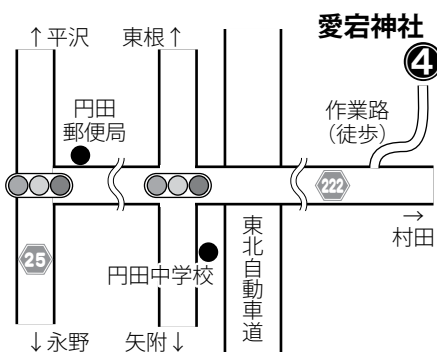 ↑平沢
東根↑
愛宕神社
4
円田
郵便局
作業路
(徒歩)
222
→
村田
25
円田中学校
東北自動車道
↓永野
矢附↓